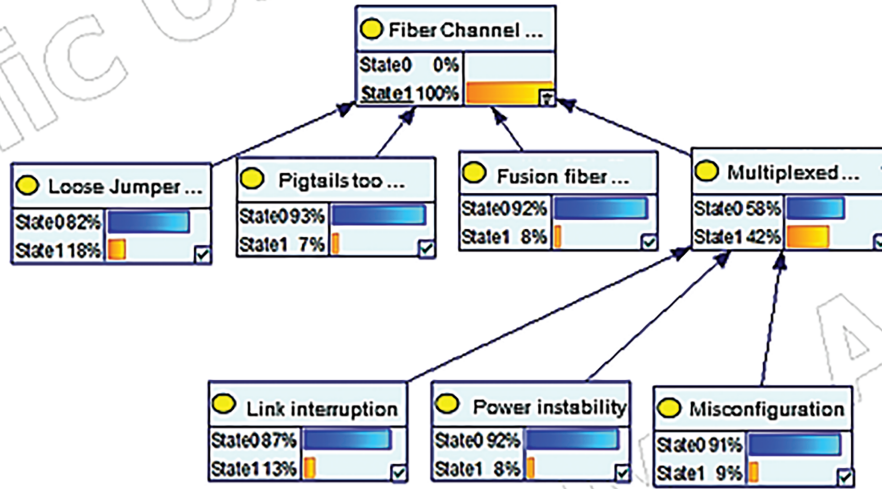 Fiber Channel ...
State0 0%
State1 100%
Loose Jumper ...
State0 82%
State1 18%
Pigtails too ...
State0 93%
State1 7%
Fusion fiber ...
State0 92%
State1 8%
Multiplexed ...
State0 58%
State1 42%
Link interruption
State0 87%
State1 13%
Power instability
State0 92%
State1 8%
Misconfiguration
State0 91%
State1 9%